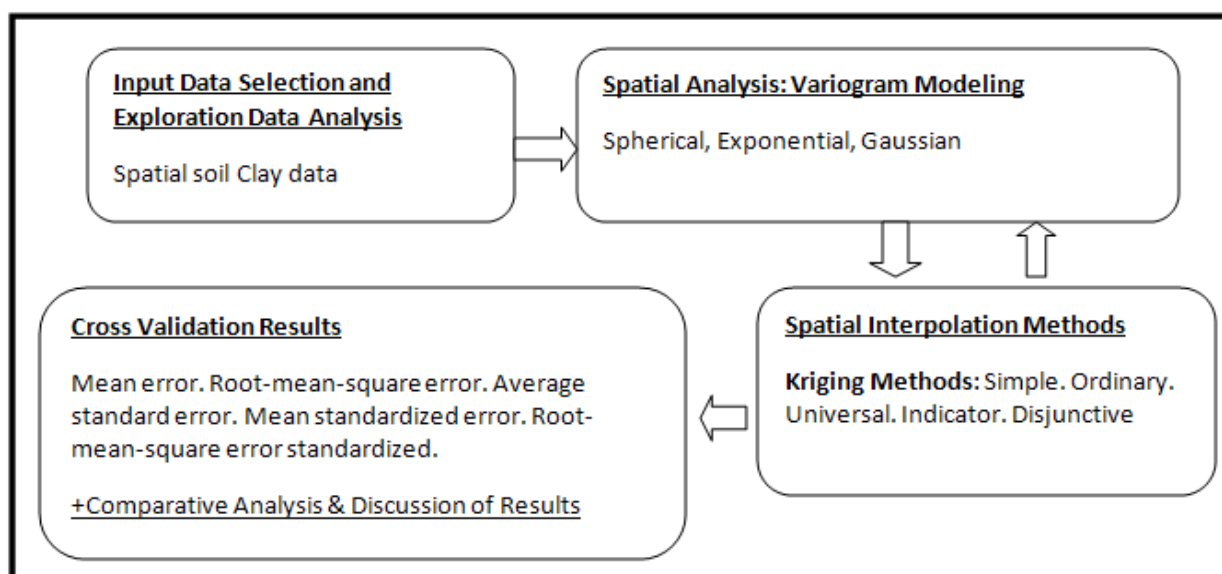 Input Data Selection and
Exploration Data Analysis
Spatial soil Clay data
Spatial Analysis: Variogram Modeling
Spherical, Exponential, Gaussian
Spatial Interpolation Methods
Kriging Methods: Simple. Ordinary.
Universal. Indicator. Disjunctive
Cross Validation Results
Mean error. Root-mean-square error. Average
standard error. Mean standardized error. Root-
mean-square error standardized.
+Comparative Analysis & Discussion of Results